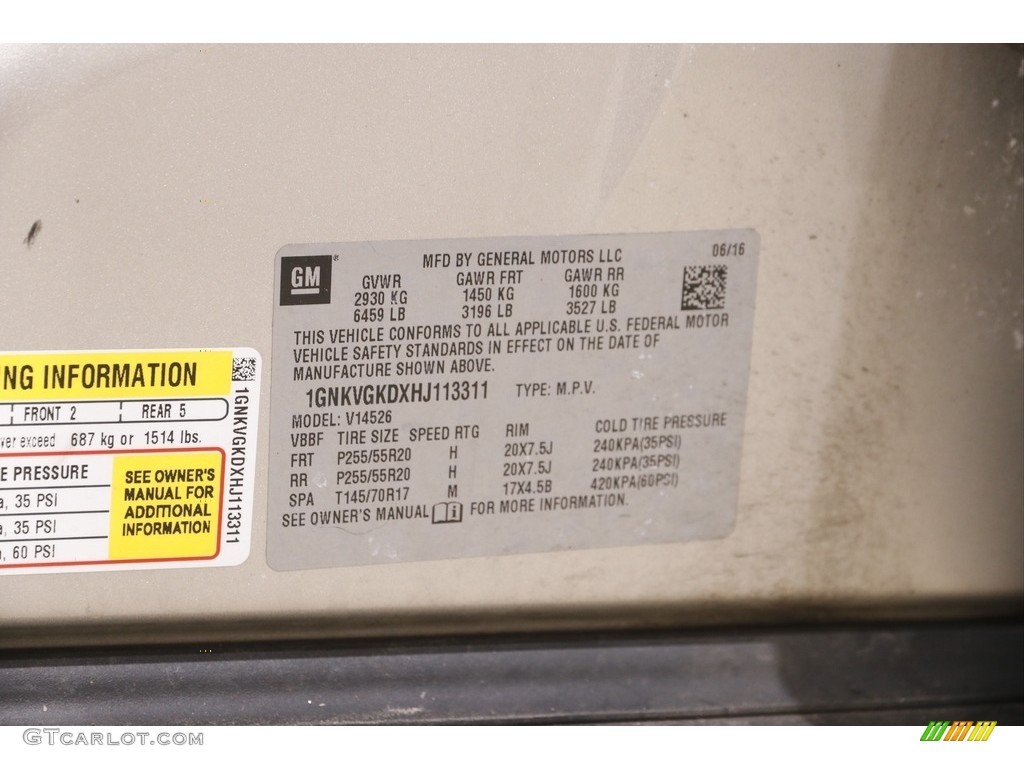 MFD BY GENERAL MOTORS LLC 06/16
GM
GVWR GAWR FRT GAWR RR
2930 KG 1450 KG 1600 KG
6459 LB 3196 LB 3527 LB
THIS VEHICLE CONFORMS TO ALL APPLICABLE U.S. FEDERAL MOTOR
VEHICLE SAFETY STANDARDS IN EFFECT ON THE DATE OF
MANUFACTURE SHOWN ABOVE.
1GNKVGKDXHJ113311 TYPE: M.P.V.
MODEL: V14526
VBBF TIRE SIZE SPEED RTG RIM COLD TIRE PRESSURE
FRT P255/55R20 H 20X7.5J 240KPA(35PSI)
RR P255/55R20 H 20X7.5J 240KPA(35PSI)
SPA T145/70R17 M 17X4.5B 420KPA(60PSI)
SEE OWNER'S MANUAL i FOR MORE INFORMATION.
NG INFORMATION
FRONT 2 REAR 5
ver exceed 687 kg or 1514 lbs.
E PRESSURE
a, 35 PSI
a, 35 PSI
, 60 PSI
SEE OWNER'S
MANUAL FOR
ADDITIONAL
INFORMATION
1GNKVGKDXHJ113311
GTcarlot.com